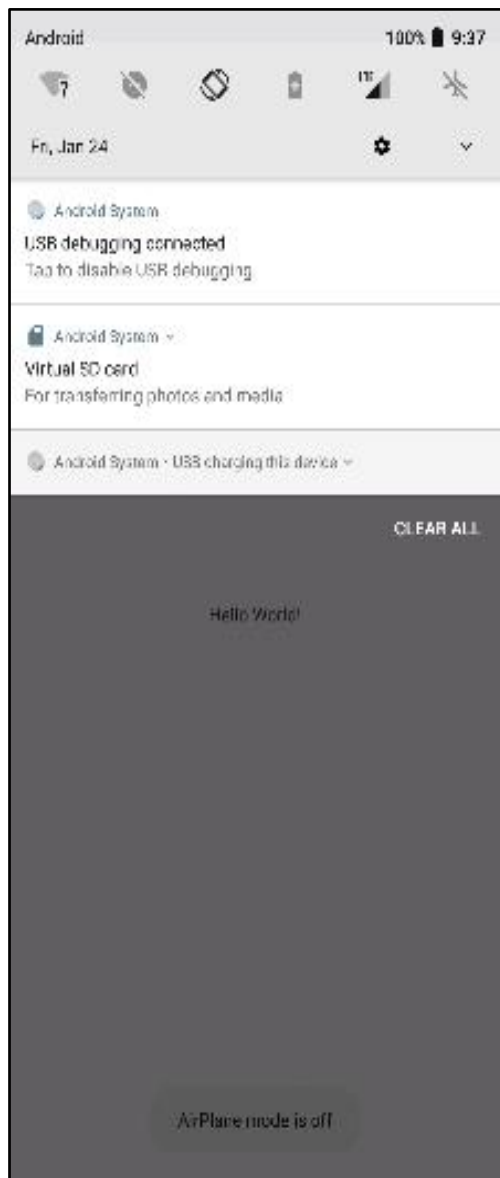 Android 100% 9:37
?
LTE
Fri, Jan 24
Android System
USB debugging connected
Tap to disable USB debugging
Android System
Virtual SD card
For transferring photos and media
Android System · USB charging this device
CLEAR ALL
Hello World!
AirPlane mode is off